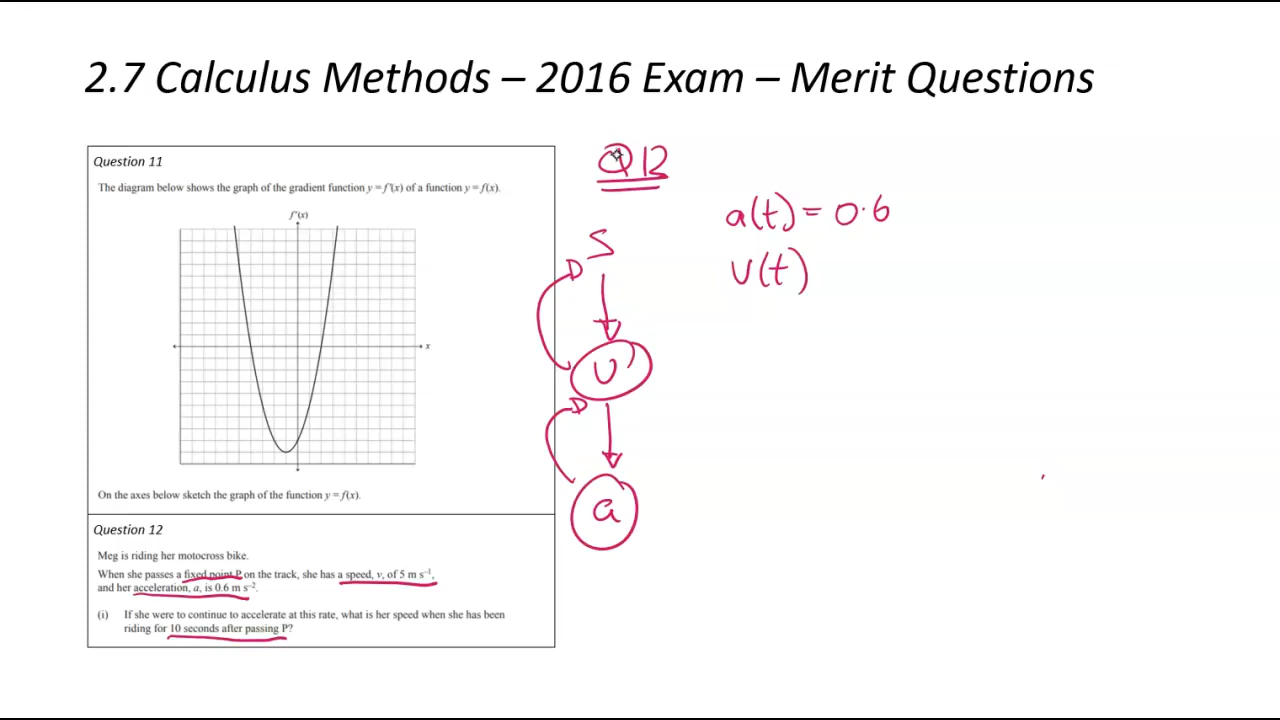 2.7 Calculus Methods – 2016 Exam – Merit Questions
Question 11
The diagram below shows the graph of the gradient function y = f'(x) of a function y = f(x).
f'(x)
x
On the axes below sketch the graph of the function y = f(x).
Question 12
Meg is riding her motocross bike.
When she passes a fixed point P on the track, she has a speed, v, of 5 m s⁻¹,
and her acceleration, a, is 0.6 m s⁻².
(i) If she were to continue to accelerate at this rate, what is her speed when she has been
riding for 10 seconds after passing P?
Q12
S
v
a
a(t) = 0.6
v(t)